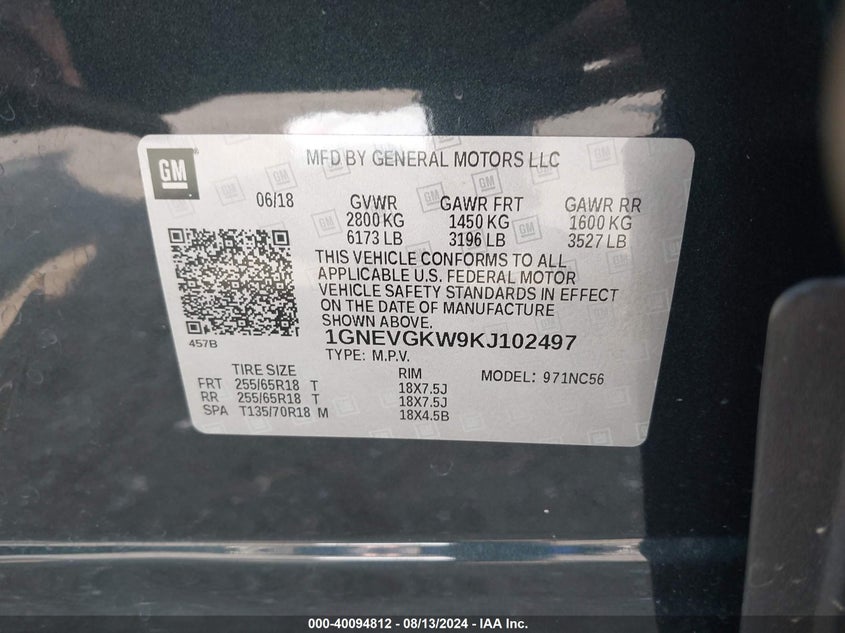 GM
MFD BY GENERAL MOTORS LLC
06/18
GVWR GAWR FRT GAWR RR
2800 KG 1450 KG 1600 KG
6173 LB 3196 LB 3527 LB
THIS VEHICLE CONFORMS TO ALL
APPLICABLE U.S. FEDERAL MOTOR
VEHICLE SAFETY STANDARDS IN EFFECT
ON THE DATE OF MANUFACTURE
SHOWN ABOVE.
457B
1GNEVGKW9KJ102497
TYPE: M.P.V.
TIRE SIZE RIM MODEL: 971NC56
FRT 255/65R18 T 18X7.5J
RR 255/65R18 T 18X7.5J
SPA T135/70R18 M 18X4.5B
000-40094812 - 08/13/2024 - IAA Inc.